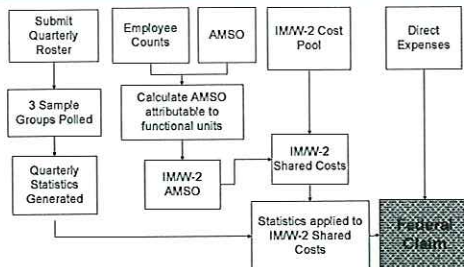 Submit
Quarterly
Roster
Employee
Counts
AMSO
IM/W-2 Cost
Pool
Direct
Expenses
3 Sample
Groups Polled
Calculate AMSO
attributable to
functional units
Quarterly
Statistics
Generated
IM/W-2
AMSO
IM/W-2
Shared Costs
Statistics applied to
IM/W-2 Shared
Costs
Federal
Claim